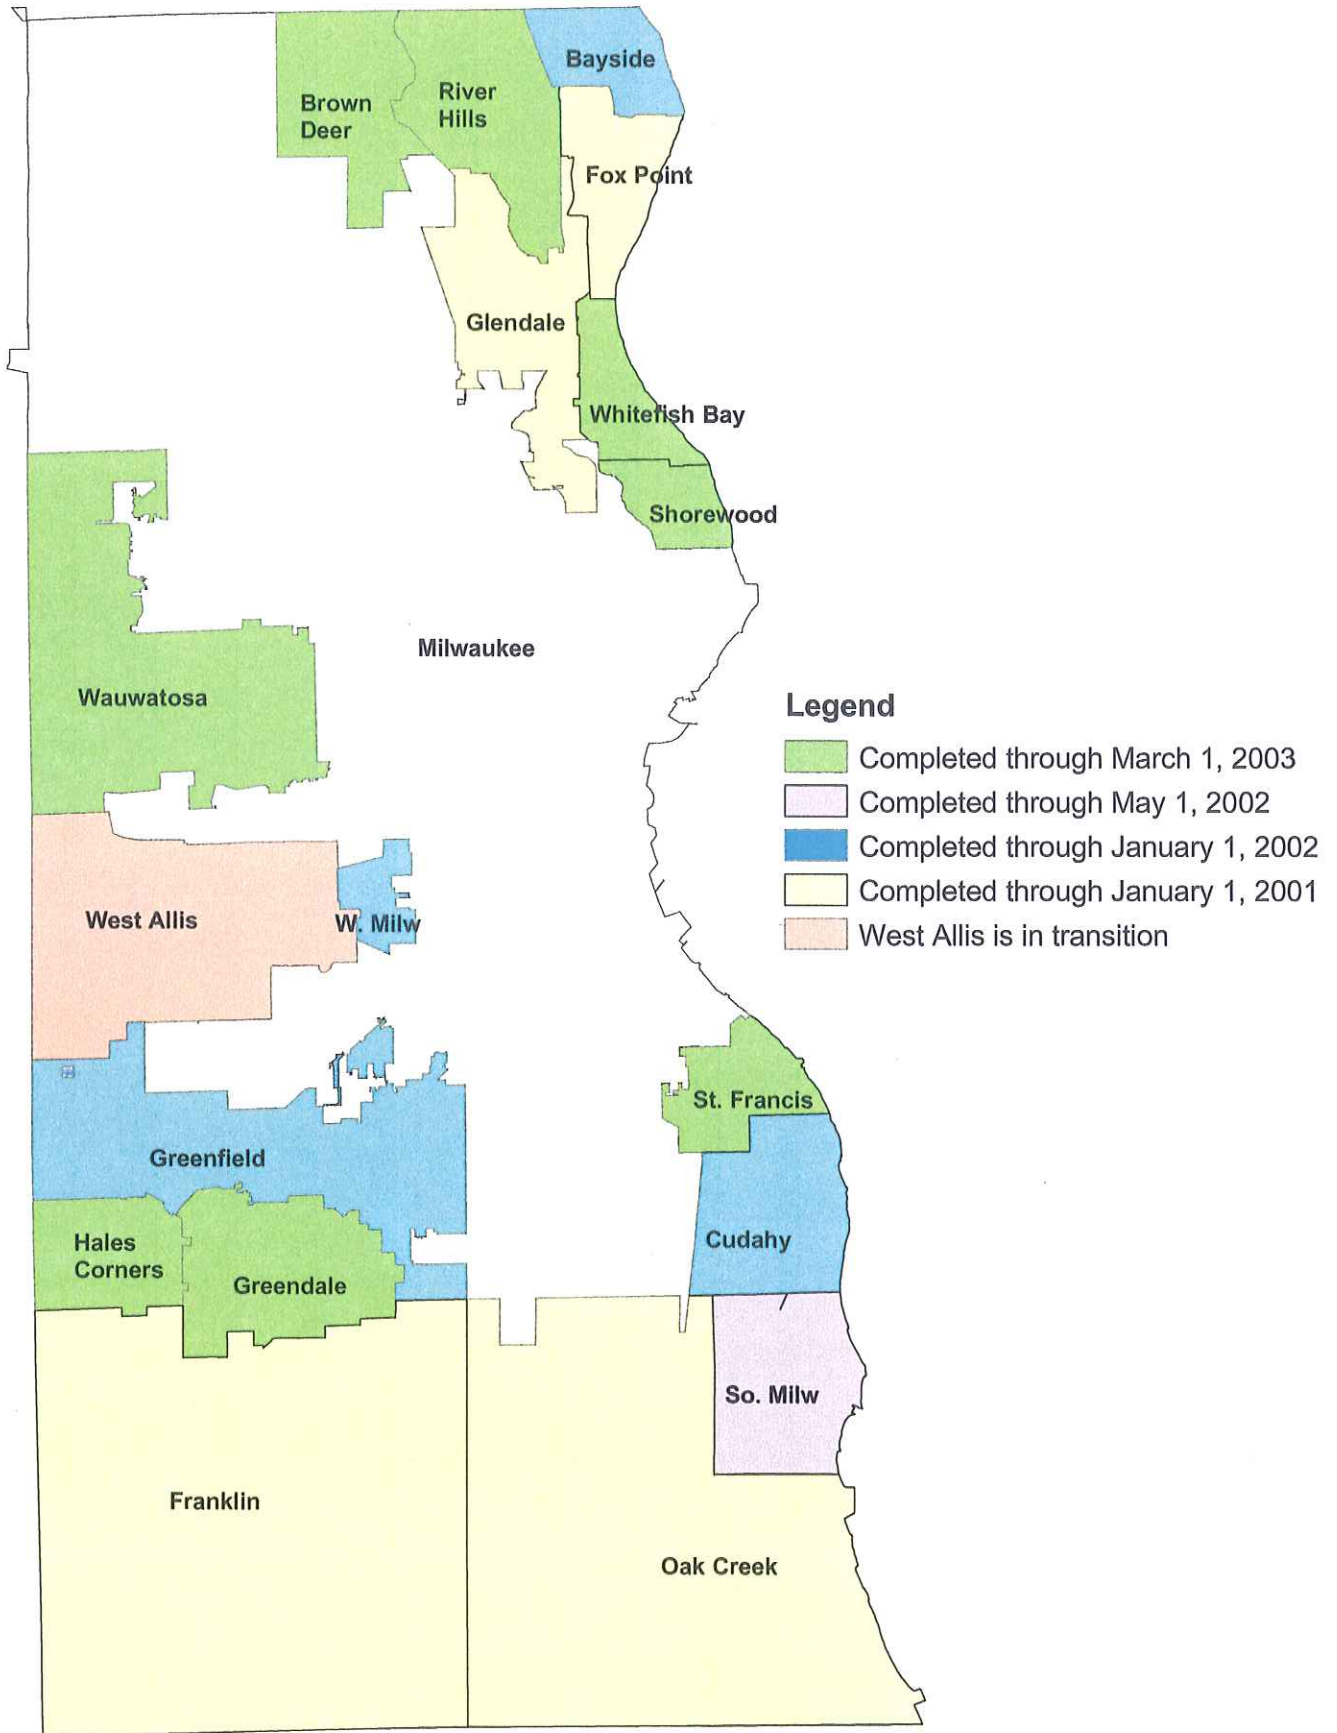 Bayside
Brown
Deer
River
Hills
Fox Point
Glendale
Whitefish Bay
Shorewood
Milwaukee
Wauwatosa
Legend
Completed through March 1, 2003
Completed through May 1, 2002
Completed through January 1, 2002
Completed through January 1, 2001
West Allis is in transition
West Allis
W. Milw
St. Francis
Greenfield
Cudahy
Hales
Corners
Greendale
So. Milw
Franklin
Oak Creek